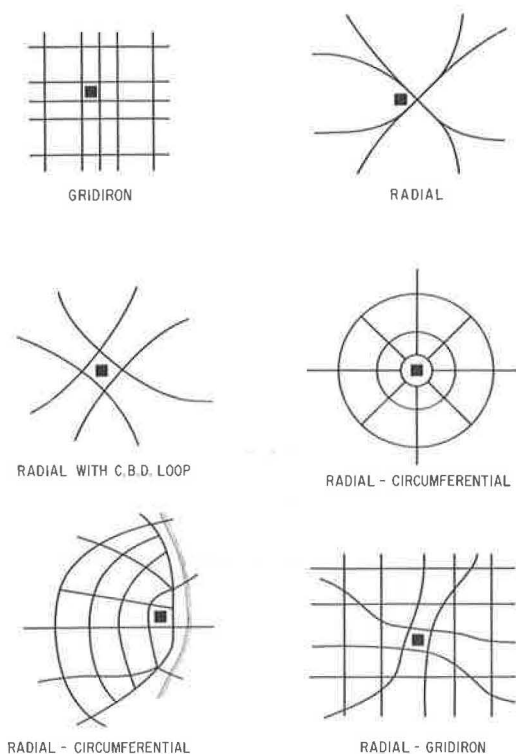 GRIDIRON
RADIAL
RADIAL WITH C.B.D. LOOP
RADIAL - CIRCUMFERENTIAL
RADIAL - CIRCUMFERENTIAL
RADIAL - GRIDIRON